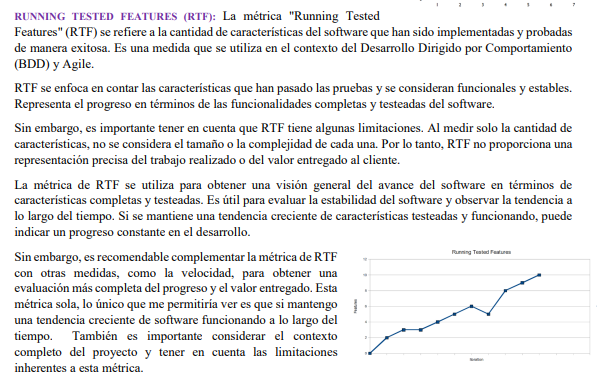 1 2 3 4 5 6 7
RUNNING TESTED FEATURES (RTF): La métrica "Running Tested
Features" (RTF) se refiere a la cantidad de características del software que han sido implementadas y probadas
de manera exitosa. Es una medida que se utiliza en el contexto del Desarrollo Dirigido por Comportamiento
(BDD) y Agile.
RTF se enfoca en contar las características que han pasado las pruebas y se consideran funcionales y estables.
Representa el progreso en términos de las funcionalidades completas y testeadas del software.
Sin embargo, es importante tener en cuenta que RTF tiene algunas limitaciones. Al medir solo la cantidad de
características, no se considera el tamaño o la complejidad de cada una. Por lo tanto, RTF no proporciona una
representación precisa del trabajo realizado o del valor entregado al cliente.
La métrica de RTF se utiliza para obtener una visión general del avance del software en términos de
características completas y testeadas. Es útil para evaluar la estabilidad del software y observar la tendencia a
lo largo del tiempo. Si se mantiene una tendencia creciente de características testeadas y funcionando, puede
indicar un progreso constante en el desarrollo.
Sin embargo, es recomendable complementar la métrica de RTF
con otras medidas, como la velocidad, para obtener una
evaluación más completa del progreso y el valor entregado. Esta
métrica sola, lo único que me permitiría ver es que si mantengo
una tendencia creciente de software funcionando a lo largo del
tiempo. También es importante considerar el contexto
completo del proyecto y tener en cuenta las limitaciones
inherentes a esta métrica.
Running Tested Features
Features
Iteration